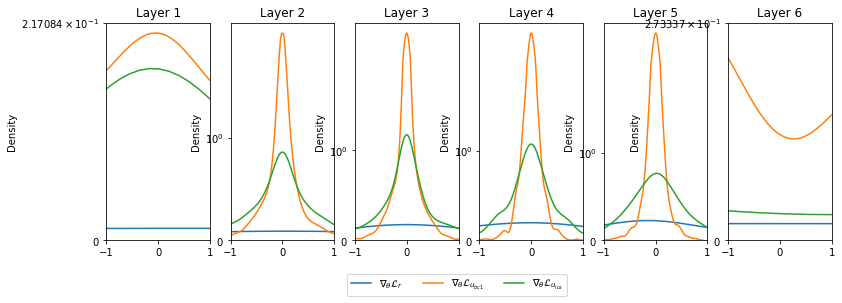 Layer 1 Layer 2 Layer 3 Layer 4 Layer 5 Layer 6
2.17084 × 10⁻¹ 2.73337 × 10⁻¹
Density Density Density Density Density Density
10⁰ 10⁰ 10⁰ 10⁰
0 0 0 0 0 0
−1 0 1 −1 0 1 −1 0 1 −1 0 1 −1 0 1 −1 0 1
∇θℒr ∇θℒu_bc1 ∇θℒu_ics